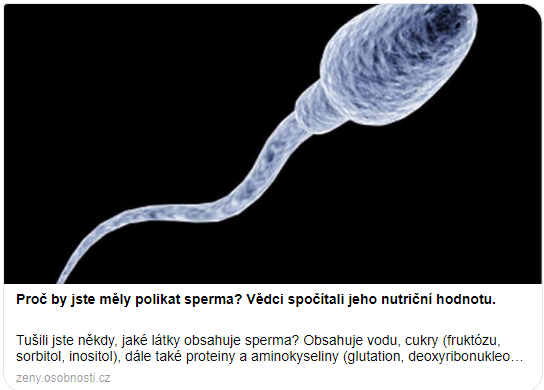 Proč by jste měly polikat sperma? Vědci spočítali jeho nutriční hodnotu.
Tušili jste někdy, jaké látky obsahuje sperma? Obsahuje vodu, cukry (fruktózu,
sorbitol, inositol), dále také proteiny a aminokyseliny (glutation, deoxyribonukleo…
zeny.osobnosti.cz